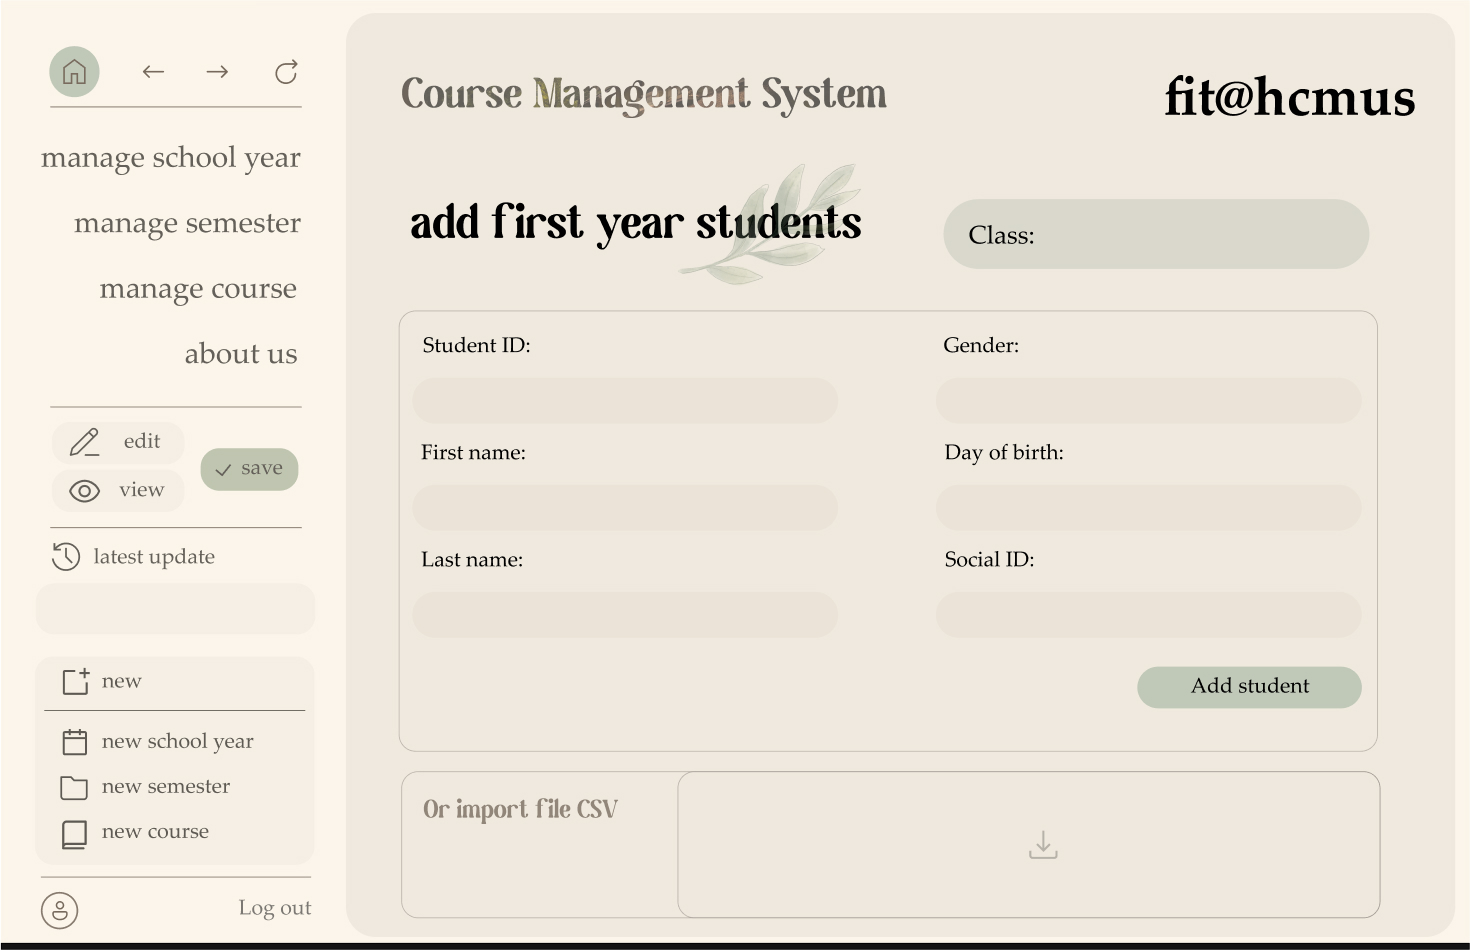 Course Management System
fit@hcmus
manage school year
manage semester
manage course
about us
edit
view
save
latest update
new
new school year
new semester
new course
Log out
add first year students
Class:
Student ID:
Gender:
First name:
Day of birth:
Last name:
Social ID:
Add student
Or import file CSV